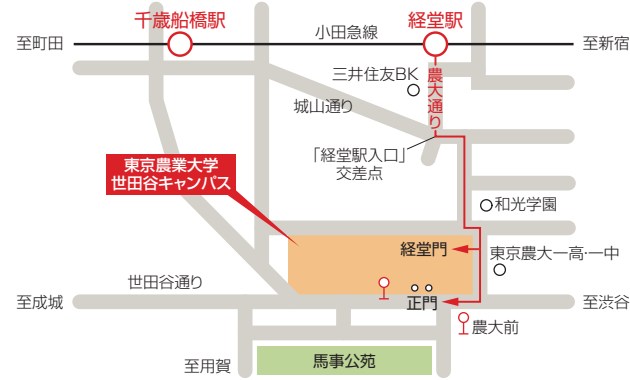 千歳船橋駅
経堂駅
小田急線
至町田
至新宿
三井住友BK
農大通り
城山通り
「経堂駅入口」
交差点
東京農業大学
世田谷キャンパス
和光学園
経堂門
東京農大一高・一中
世田谷通り
至成城
正門
至渋谷
農大前
至用賀
馬事公苑